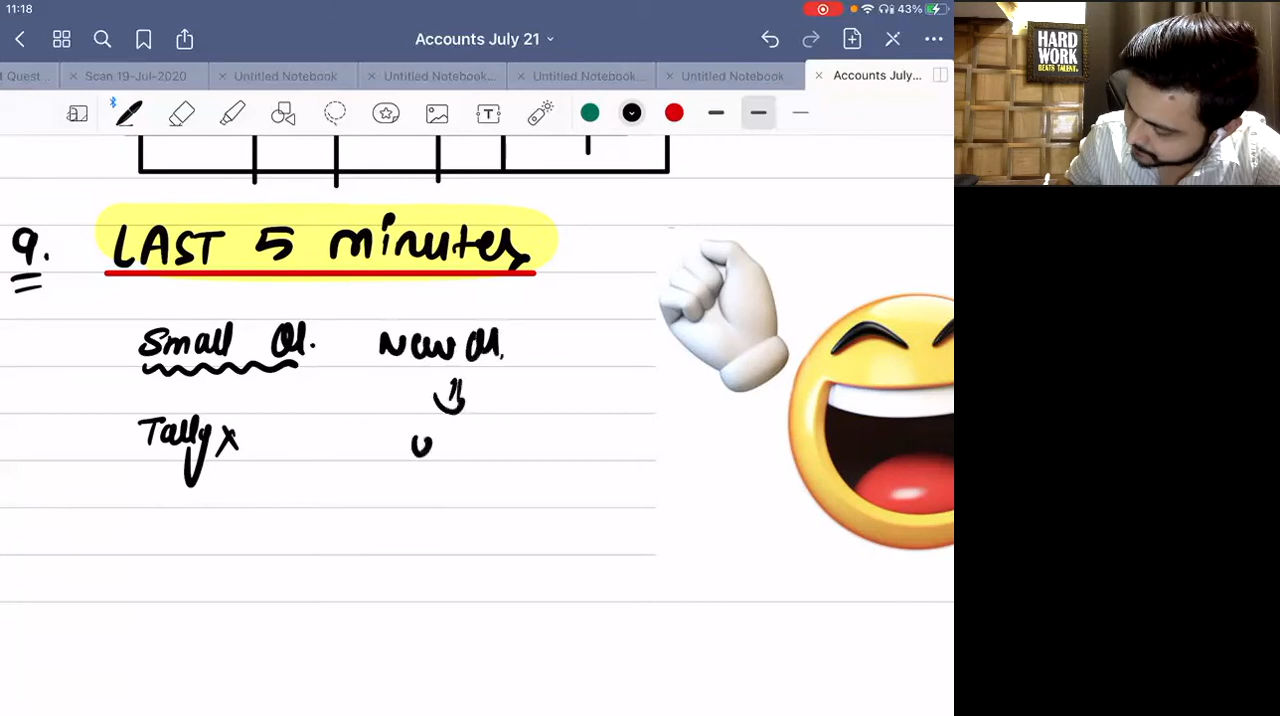 11:18
43%
Accounts July 21
Quest...
Scan 19-Jul-2020
Untitled Notebook
Untitled Notebook...
Untitled Notebook...
Untitled Notebook
Accounts July...
T
HARD
WORK
BEATS TALENT.
9. LAST 5 minutes
Small
New
Tally x